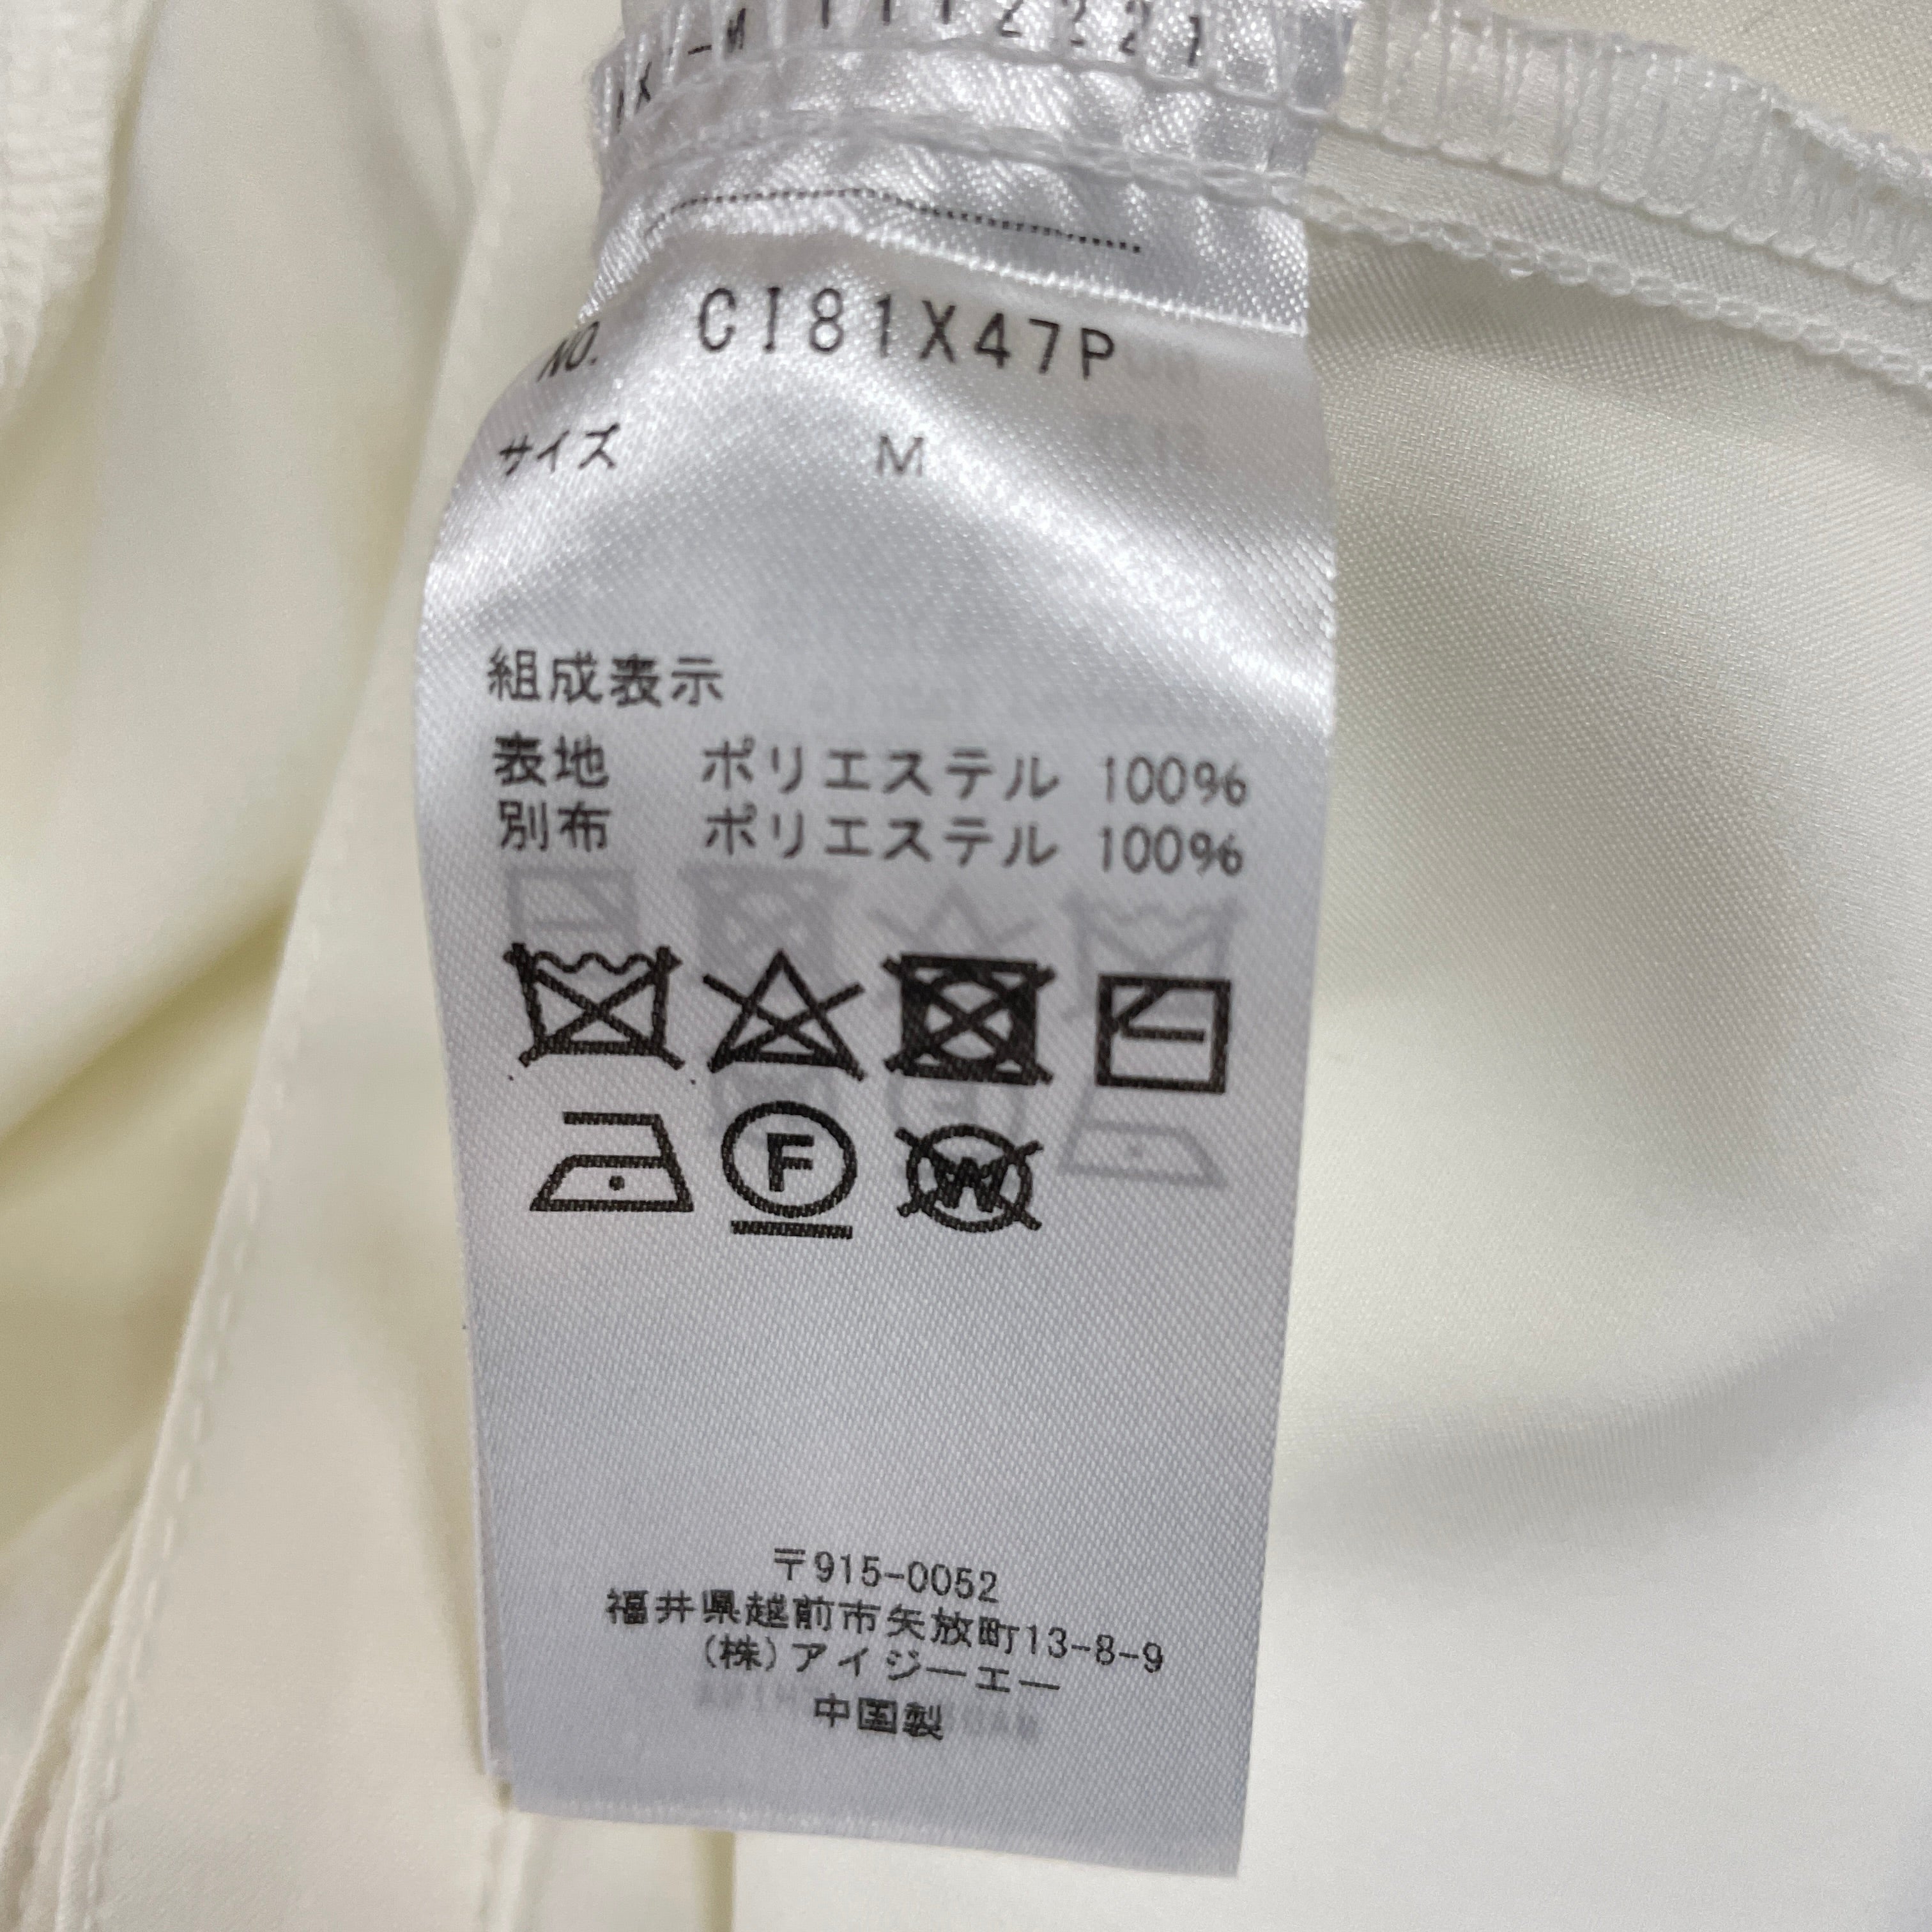 NO. CI81X47P
サイズ M
組成表示
表地 ポリエステル 100%
別布 ポリエステル 100%
F
W
〒915-0052
福井県越前市矢放町13-8-9
(株)アイジーエー
中国製